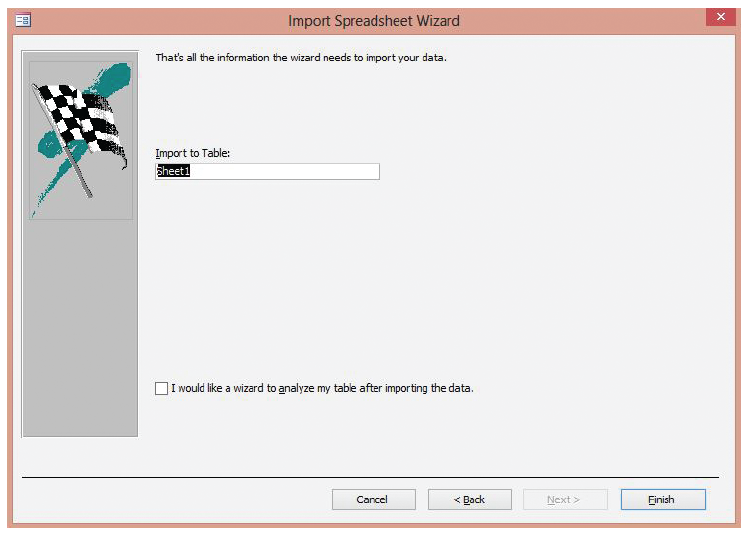 Import Spreadsheet Wizard
That's all the information the wizard needs to import your data.
Import to Table:
Sheet1
I would like a wizard to analyze my table after importing the data.
Cancel
< Back
Next >
Finish